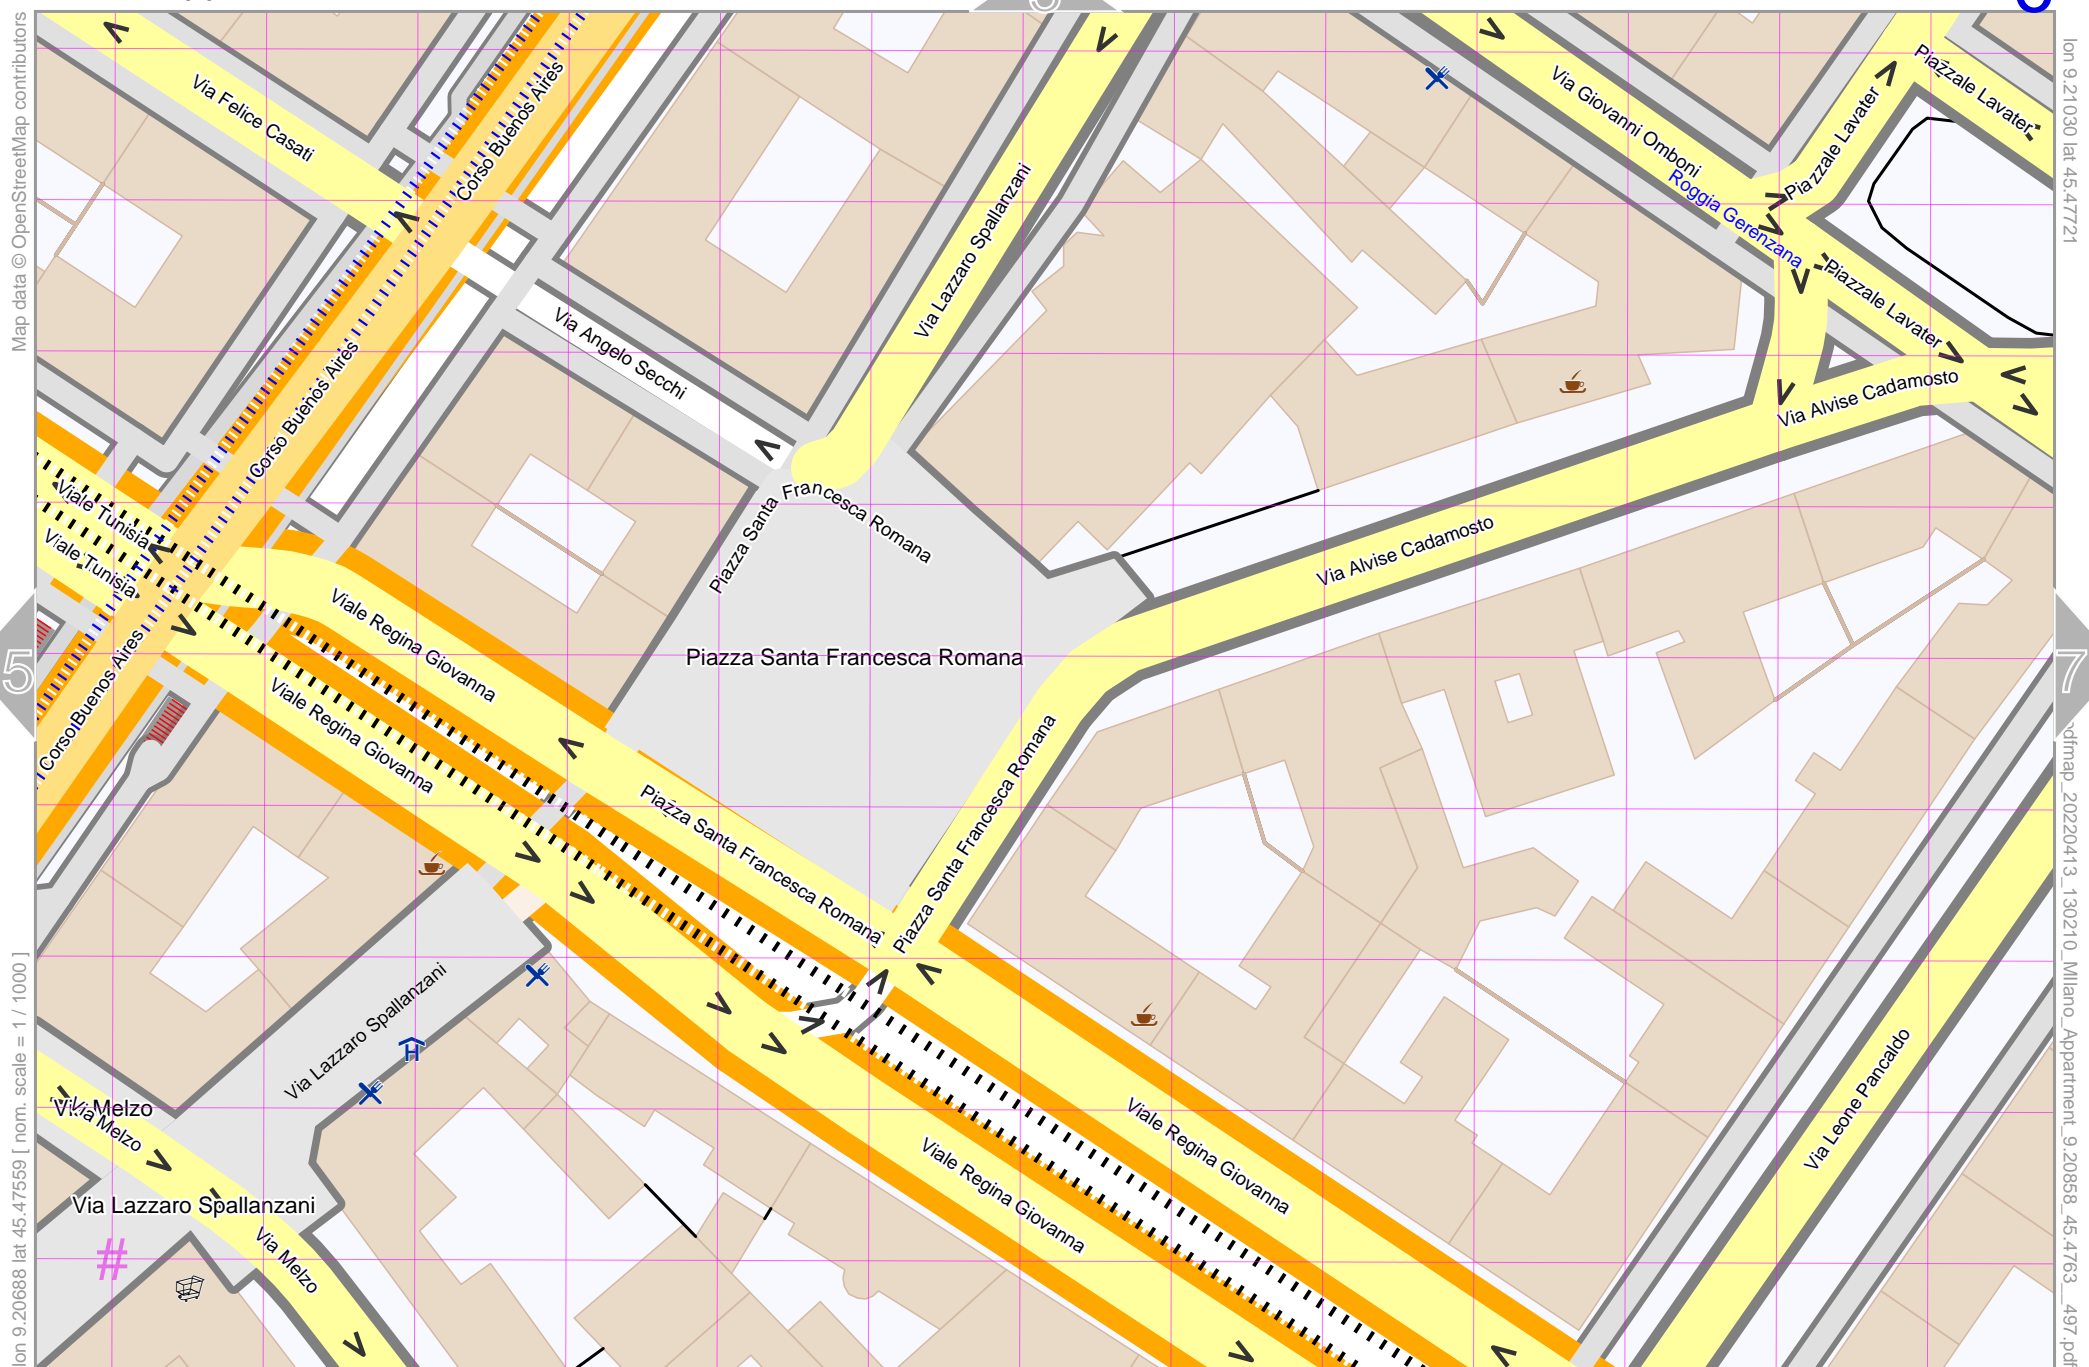 Map data © OpenStreetMap contributors
lon 9.20688 lat 45.47559 [ nom. scale = 1 / 1000 ]
lon 9.21030 lat 45.47721
pdfmap_20220413_130210_MIlano_Appartment_9.20858_45.4763__497.pdf
5
7
Via Felice Casati
Corso Buenos Aires
Corso Buenos Aires
Corso Buenos Aires
Via Angelo Secchi
Via Lazzaro Spallanzani
Via Giovanni Omboni
Roggia Gerenzana
Piazzale Lavater
Piazzale Lavater
Piazzale Lavater
Via Alvise Cadamosto
Via Alvise Cadamosto
Viale Tunisia
Viale Tunisia
Piazza Santa Francesca Romana
Piazza Santa Francesca Romana
Piazza Santa Francesca Romana
Piazza Santa Francesca Romana
Viale Regina Giovanna
Viale Regina Giovanna
Viale Regina Giovanna
Viale Regina Giovanna
Via Lazzaro Spallanzani
H
Via Melzo
Via Melzo
Via Lazzaro Spallanzani
#
Via Melzo
Via Leone Pancaldo